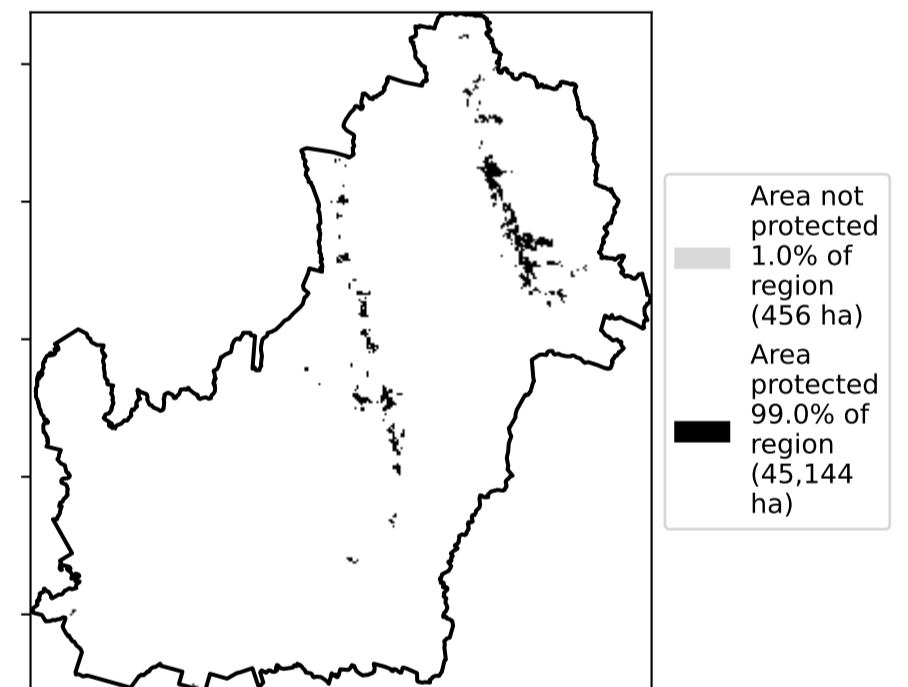 Area not
protected
1.0% of
region
(456 ha)
Area
protected
99.0% of
region
(45,144
ha)